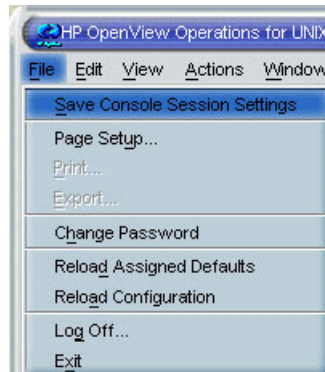 HP OpenView Operations for UNIX
File Edit View Actions Window
Save Console Session Settings
Page Setup...
Print...
Export...
Change Password
Reload Assigned Defaults
Reload Configuration
Log Off...
Exit